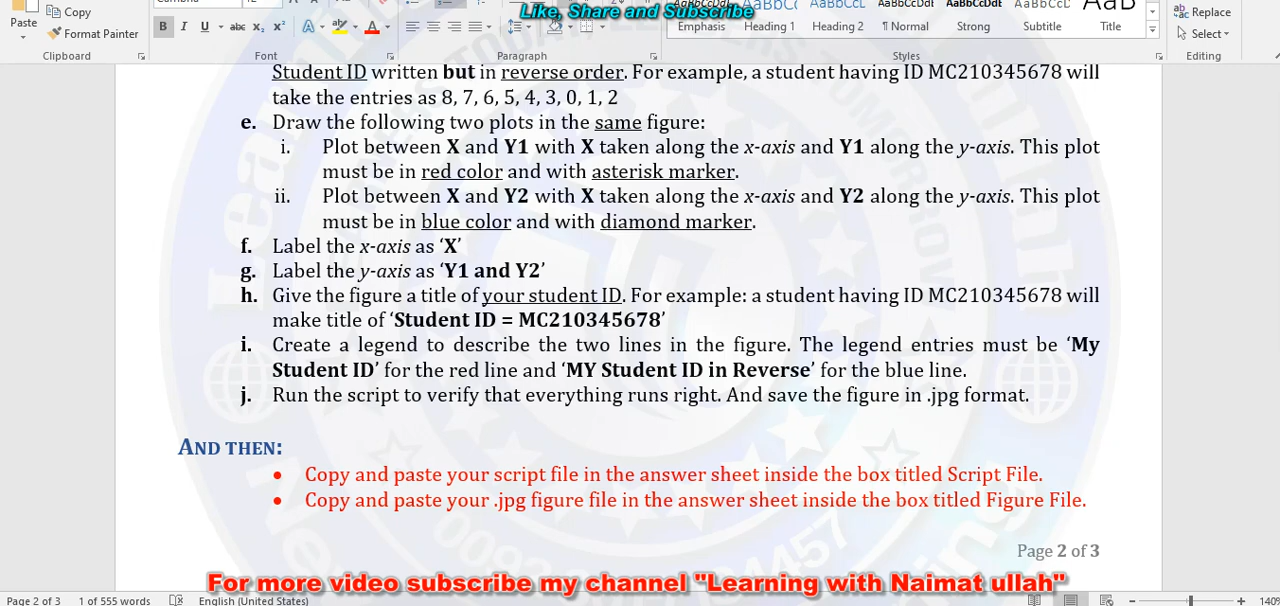 Like, Share and Subscribe
Paste
Copy
Format Painter
Clipboard
B I U abc x₂ x²
Font
Paragraph
Emphasis
Heading 1
Heading 2
¶ Normal
Strong
Subtitle
Title
Styles
Replace
Select
Editing
Student ID written but in reverse order. For example, a student having ID MC210345678 will
take the entries as 8, 7, 6, 5, 4, 3, 0, 1, 2
e. Draw the following two plots in the same figure:
i. Plot between X and Y1 with X taken along the x-axis and Y1 along the y-axis. This plot
must be in red color and with asterisk marker.
ii. Plot between X and Y2 with X taken along the x-axis and Y2 along the y-axis. This plot
must be in blue color and with diamond marker.
f. Label the x-axis as ‘X’
g. Label the y-axis as ‘Y1 and Y2’
h. Give the figure a title of your student ID. For example: a student having ID MC210345678 will
make title of ‘Student ID = MC210345678’
i. Create a legend to describe the two lines in the figure. The legend entries must be ‘My
Student ID’ for the red line and ‘MY Student ID in Reverse’ for the blue line.
j. Run the script to verify that everything runs right. And save the figure in .jpg format.
AND THEN:
• Copy and paste your script file in the answer sheet inside the box titled Script File.
• Copy and paste your .jpg figure file in the answer sheet inside the box titled Figure File.
Page 2 of 3
For more video subscribe my channel "Learning with Naimat ullah"
Page 2 of 3 1 of 555 words English (United States)